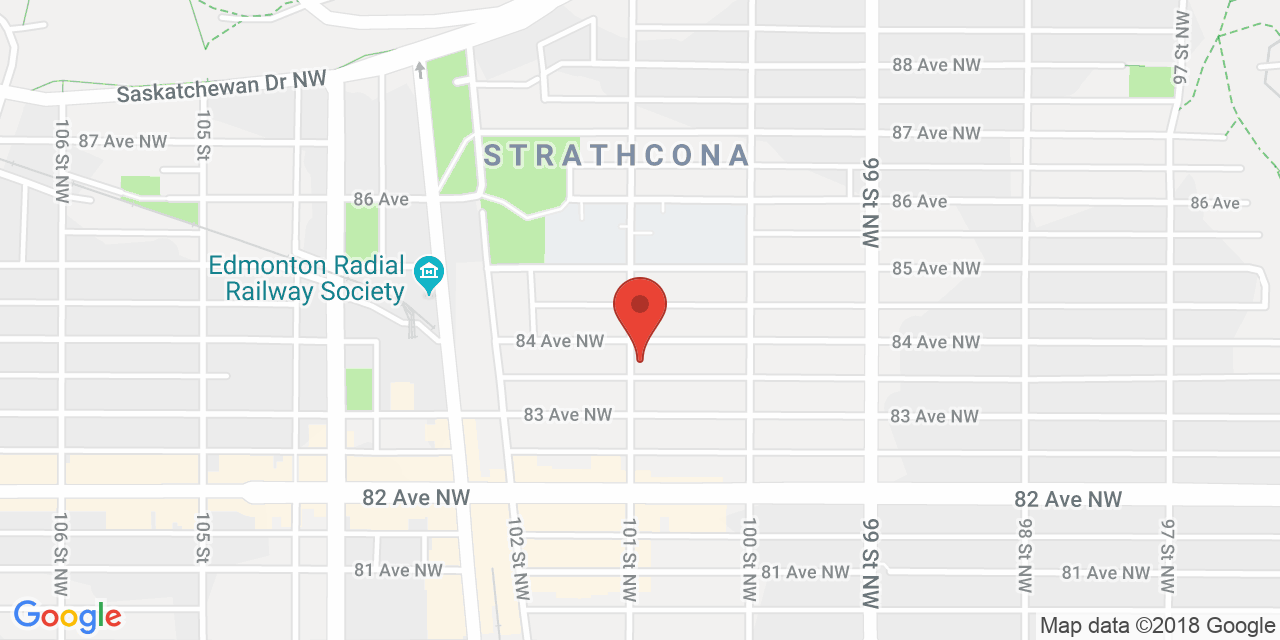 88 Ave NW
97 St NW
Saskatchewan Dr NW
106 St NW
87 Ave NW
105 St
87 Ave NW
STRATHCONA
99 St NW
86 Ave
86 Ave
86 Ave
Edmonton Radial
Railway Society
85 Ave NW
84 Ave NW
84 Ave NW
83 Ave NW
83 Ave NW
82 Ave NW
82 Ave NW
106 St NW
105 St
102 St NW
101 St NW
100 St NW
99 St NW
98 St NW
97 St NW
81 Ave NW
81 Ave NW
81 Ave NW
Google
Map data ©2018 Google